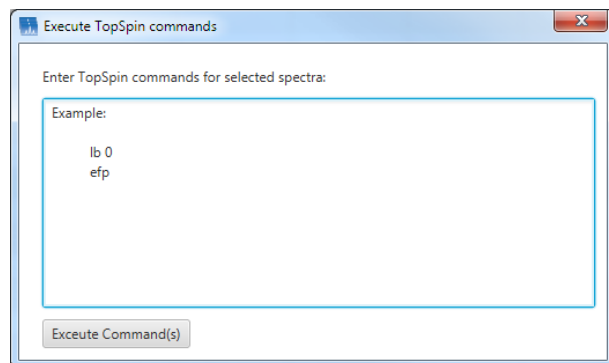 Execute TopSpin commands
Enter TopSpin commands for selected spectra:
Example:
lb 0
efp
Exceute Command(s)